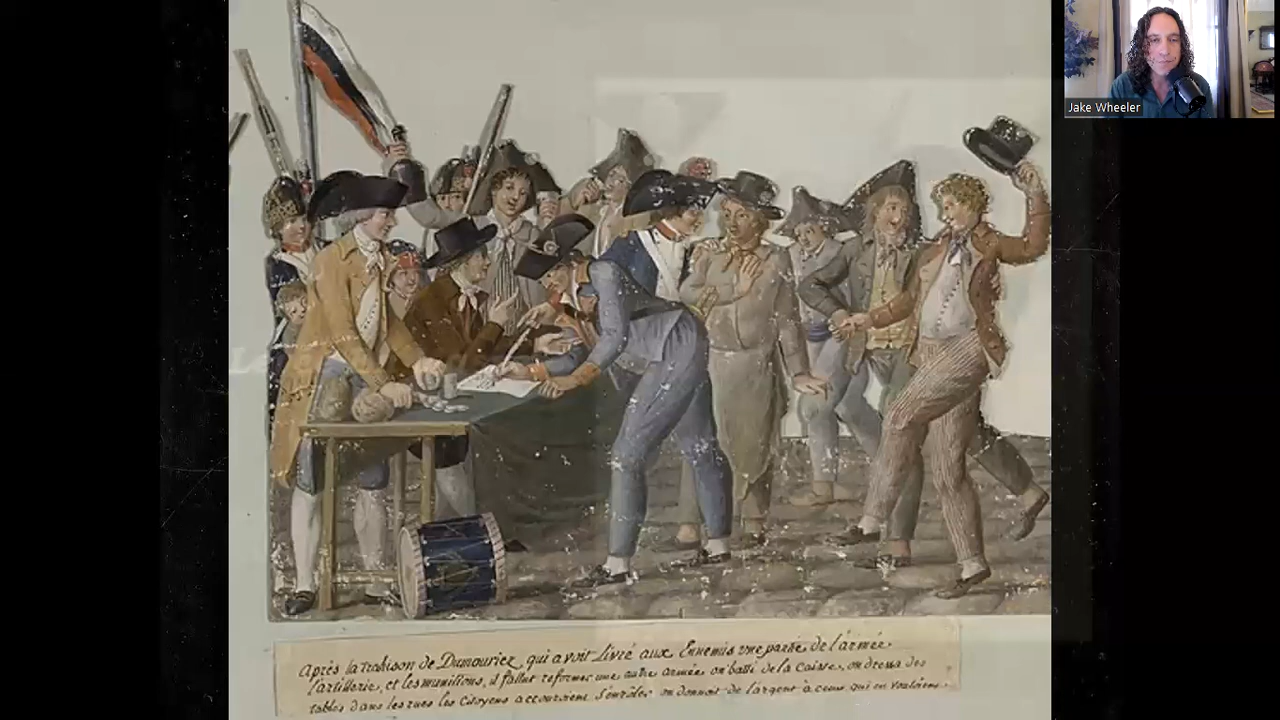 Jake Wheeler
Après la trahison de Dumouriez, qui avoit Livré aux Ennemis une partie de l'armée
l'artillerie, et les munitions, il fallut reformer une autre armée on battit de la Caisse, on dressa des
tables dans les rues les Citoyens accouroient s'enrôler on donnoit de l'argent à ceux qui en vouloient.